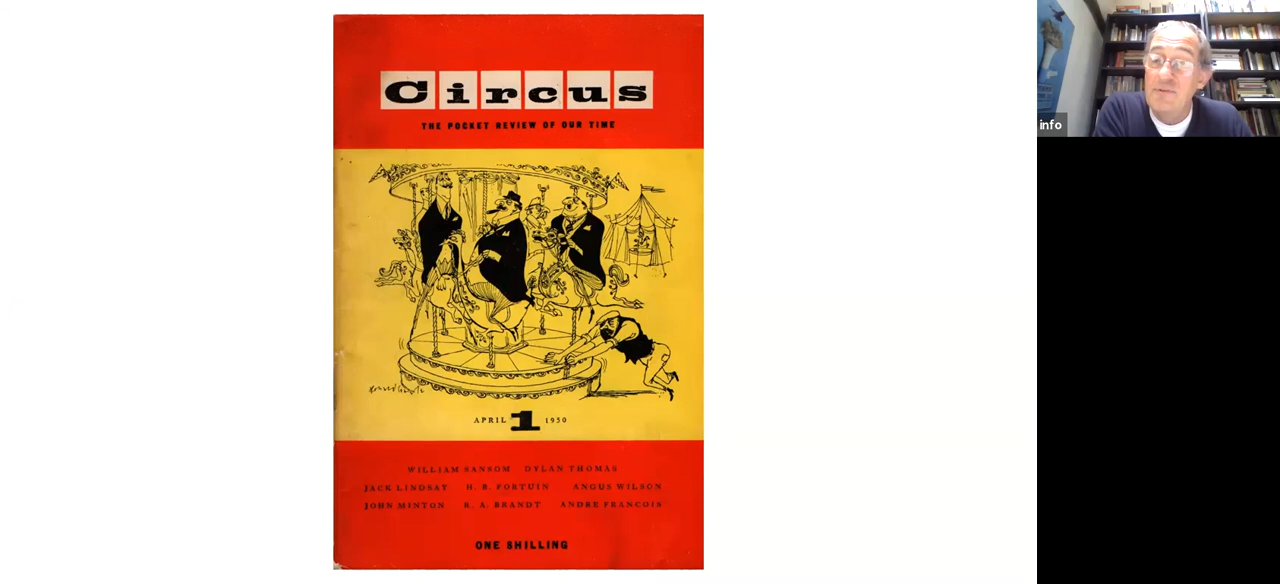 Circus
THE POCKET REVIEW OF OUR TIME
APRIL 1 1950
WILLIAM SANSOM DYLAN THOMAS
JACK LINDSAY H. B. FORTUIN ANGUS WILSON
JOHN MINTON R. A. BRANDT ANDRE FRANCOIS
ONE SHILLING
info